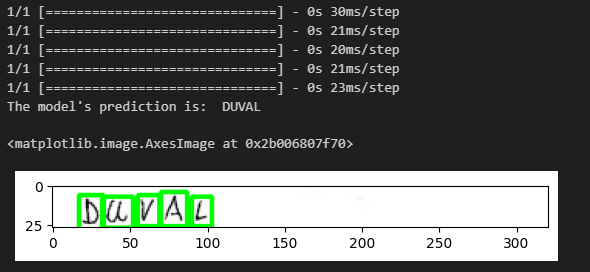 1/1 [==============================] - 0s 30ms/step
1/1 [==============================] - 0s 21ms/step
1/1 [==============================] - 0s 20ms/step
1/1 [==============================] - 0s 21ms/step
1/1 [==============================] - 0s 23ms/step
The model's prediction is:  DUVAL
<matplotlib.image.AxesImage at 0x2b006807f70>
0
DUVAL
25
0 50 100 150 200 250 300